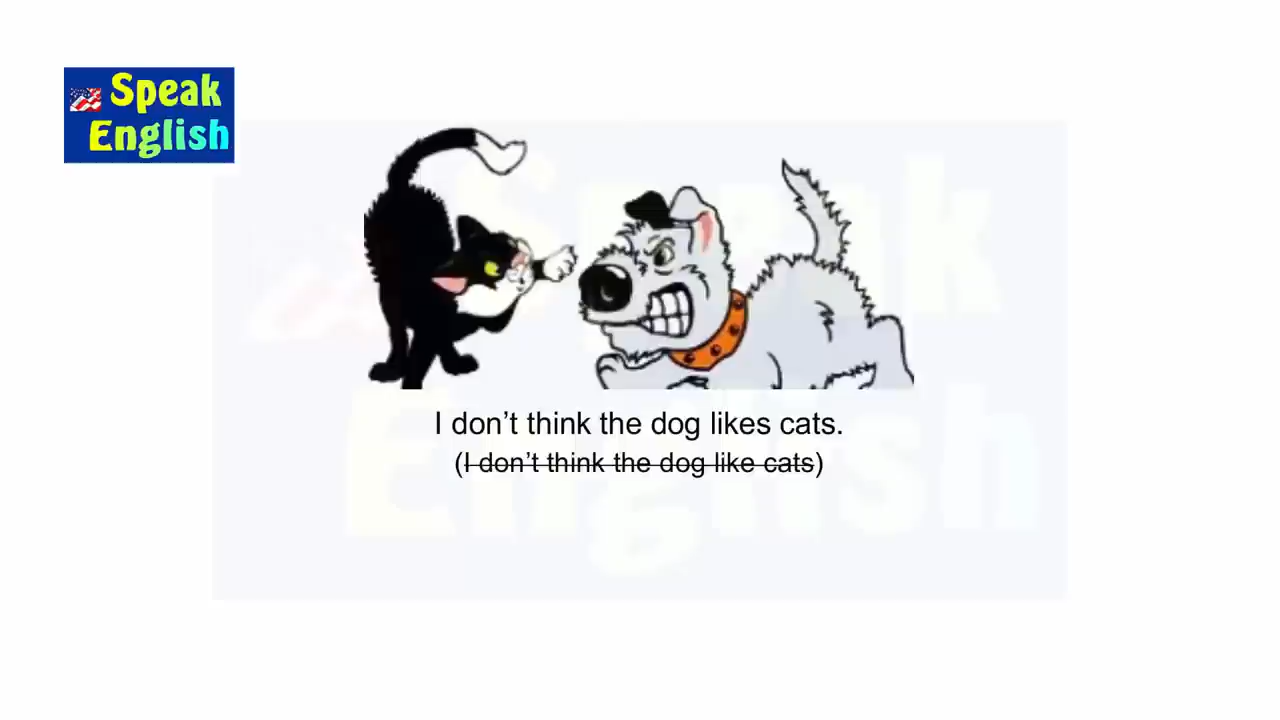 Speak
English
I don’t think the dog likes cats.
(I don’t think the dog like cats)